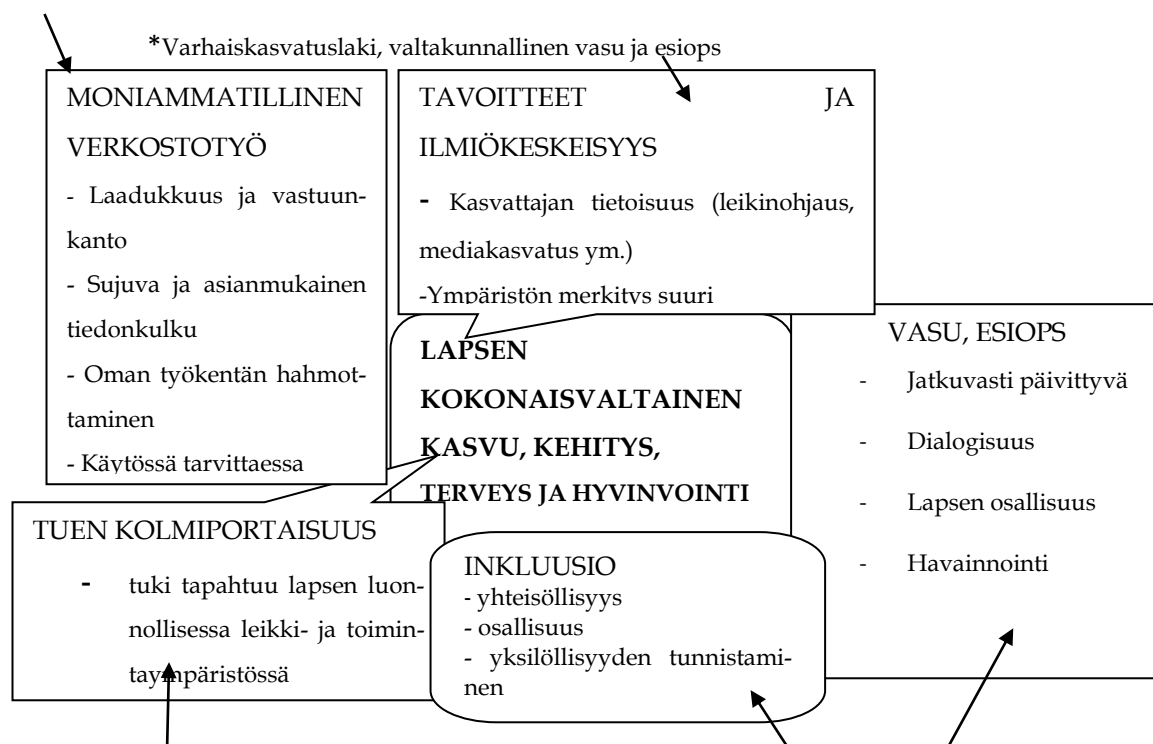 *Varhaiskasvatuslaki, valtakunnallinen vasu ja esiops
MONIAMMATILLINEN
VERKOSTOTYÖ
- Laadukkuus ja vastuun-
kanto
- Sujuva ja asianmukainen
tiedonkulku
- Oman työkentän hahmot-
taminen
- Käytössä tarvittaessa
TAVOITTEET JA
ILMIÖKESKEISYYS
- Kasvattajan tietoisuus (leikinohjaus,
mediakasvatus ym.)
-Ympäristön merkitys suuri
LAPSEN
KOKONAISVALTAINEN
KASVU, KEHITYS,
TERVEYS JA HYVINVOINTI
VASU, ESIOPS
- Jatkuvasti päivittyvä
- Dialogisuus
- Lapsen osallisuus
- Havainnointi
TUEN KOLMIPORTAISUUS
- tuki tapahtuu lapsen luon-
nollisessa leikki- ja toimin-
taympäristössä
INKLUUSIO
- yhteisöllisyys
- osallisuus
- yksilöllisyyden tunnistami-
nen